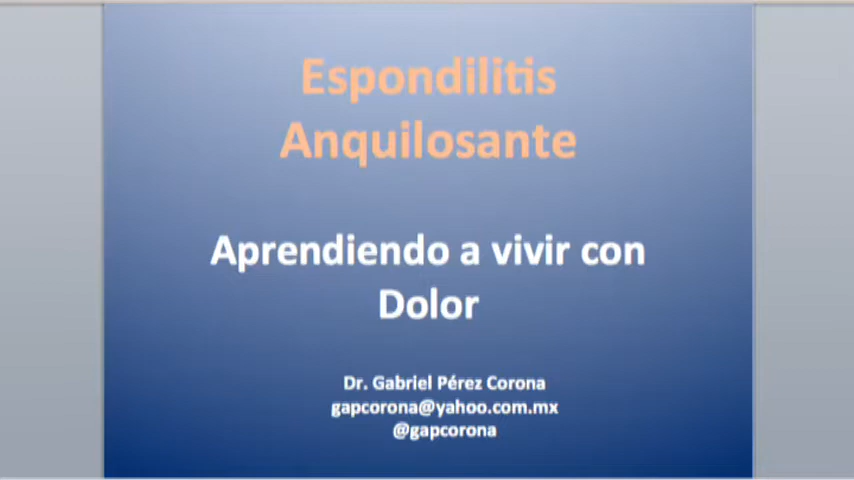 Espondilitis
Anquilosante
Aprendiendo a vivir con
Dolor
Dr. Gabriel Pérez Corona
gapcorona@yahoo.com.mx
@gapcorona